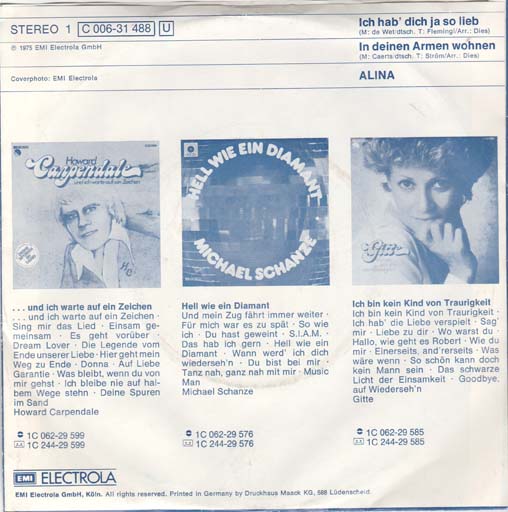 STEREO 1 C 006-31 488 U
℗ 1975 EMI Electrola GmbH
Coverphoto: EMI Electrola
Ich hab' dich ja so lieb
(M: de Wet/dtsch. T: Fleming/Arr.: Dies)
In deinen Armen wohnen
(M: Caerts/dtsch. T: Ström/Arr.: Dies)
ALINA
Howard
Carpendale
...und ich warte auf ein Zeichen
HC
HELL WIE EIN DIAMANT
MICHAEL SCHANZE
Gitte
...und ich warte auf ein Zeichen
...und ich warte auf ein Zeichen ·
Sing mir das Lied · Einsam ge-
meinsam · Es geht vorüber ·
Dream Lover · Die Legende vom
Ende unserer Liebe · Hier geht mein
Weg zu Ende · Donna · Auf Liebe
Garantie · Was bleibt, wenn du von
mir gehst · Ich bleibe nie auf hal-
bem Wege stehn · Deine Spuren
im Sand
Howard Carpendale
1C 062-29 599
1C 244-29 599
Hell wie ein Diamant
Und mein Zug fährt immer weiter ·
Für mich war es zu spät · So wie
ich · Du hast geweint · S.I.A.M. ·
Das hab ich gern · Hell wie ein
Diamant · Wann werd' ich dich
wiederseh'n · Du bist bei mir ·
Tanz nah, ganz nah mit mir · Music
Man
Michael Schanze
1C 062-29 576
1C 244-29 576
Ich bin kein Kind von Traurigkeit
Ich bin kein Kind von Traurigkeit ·
Ich hab' die Liebe verspielt · Sag'
mir · Liebe zu dir · Wo warst du ·
Hallo, wie geht es Robert · Wie du
mir · Einerseits, and'rerseits · Was
wäre wenn · So schön kann doch
kein Mann sein · Das schwarze
Licht der Einsamkeit · Goodbye,
auf Wiederseh'n
Gitte
1C 062-29 585
1C 244-29 585
EMI ELECTROLA
EMI Electrola GmbH, Köln. All rights reserved. Printed in Germany by Druckhaus Maack KG, 588 Lüdenscheid.